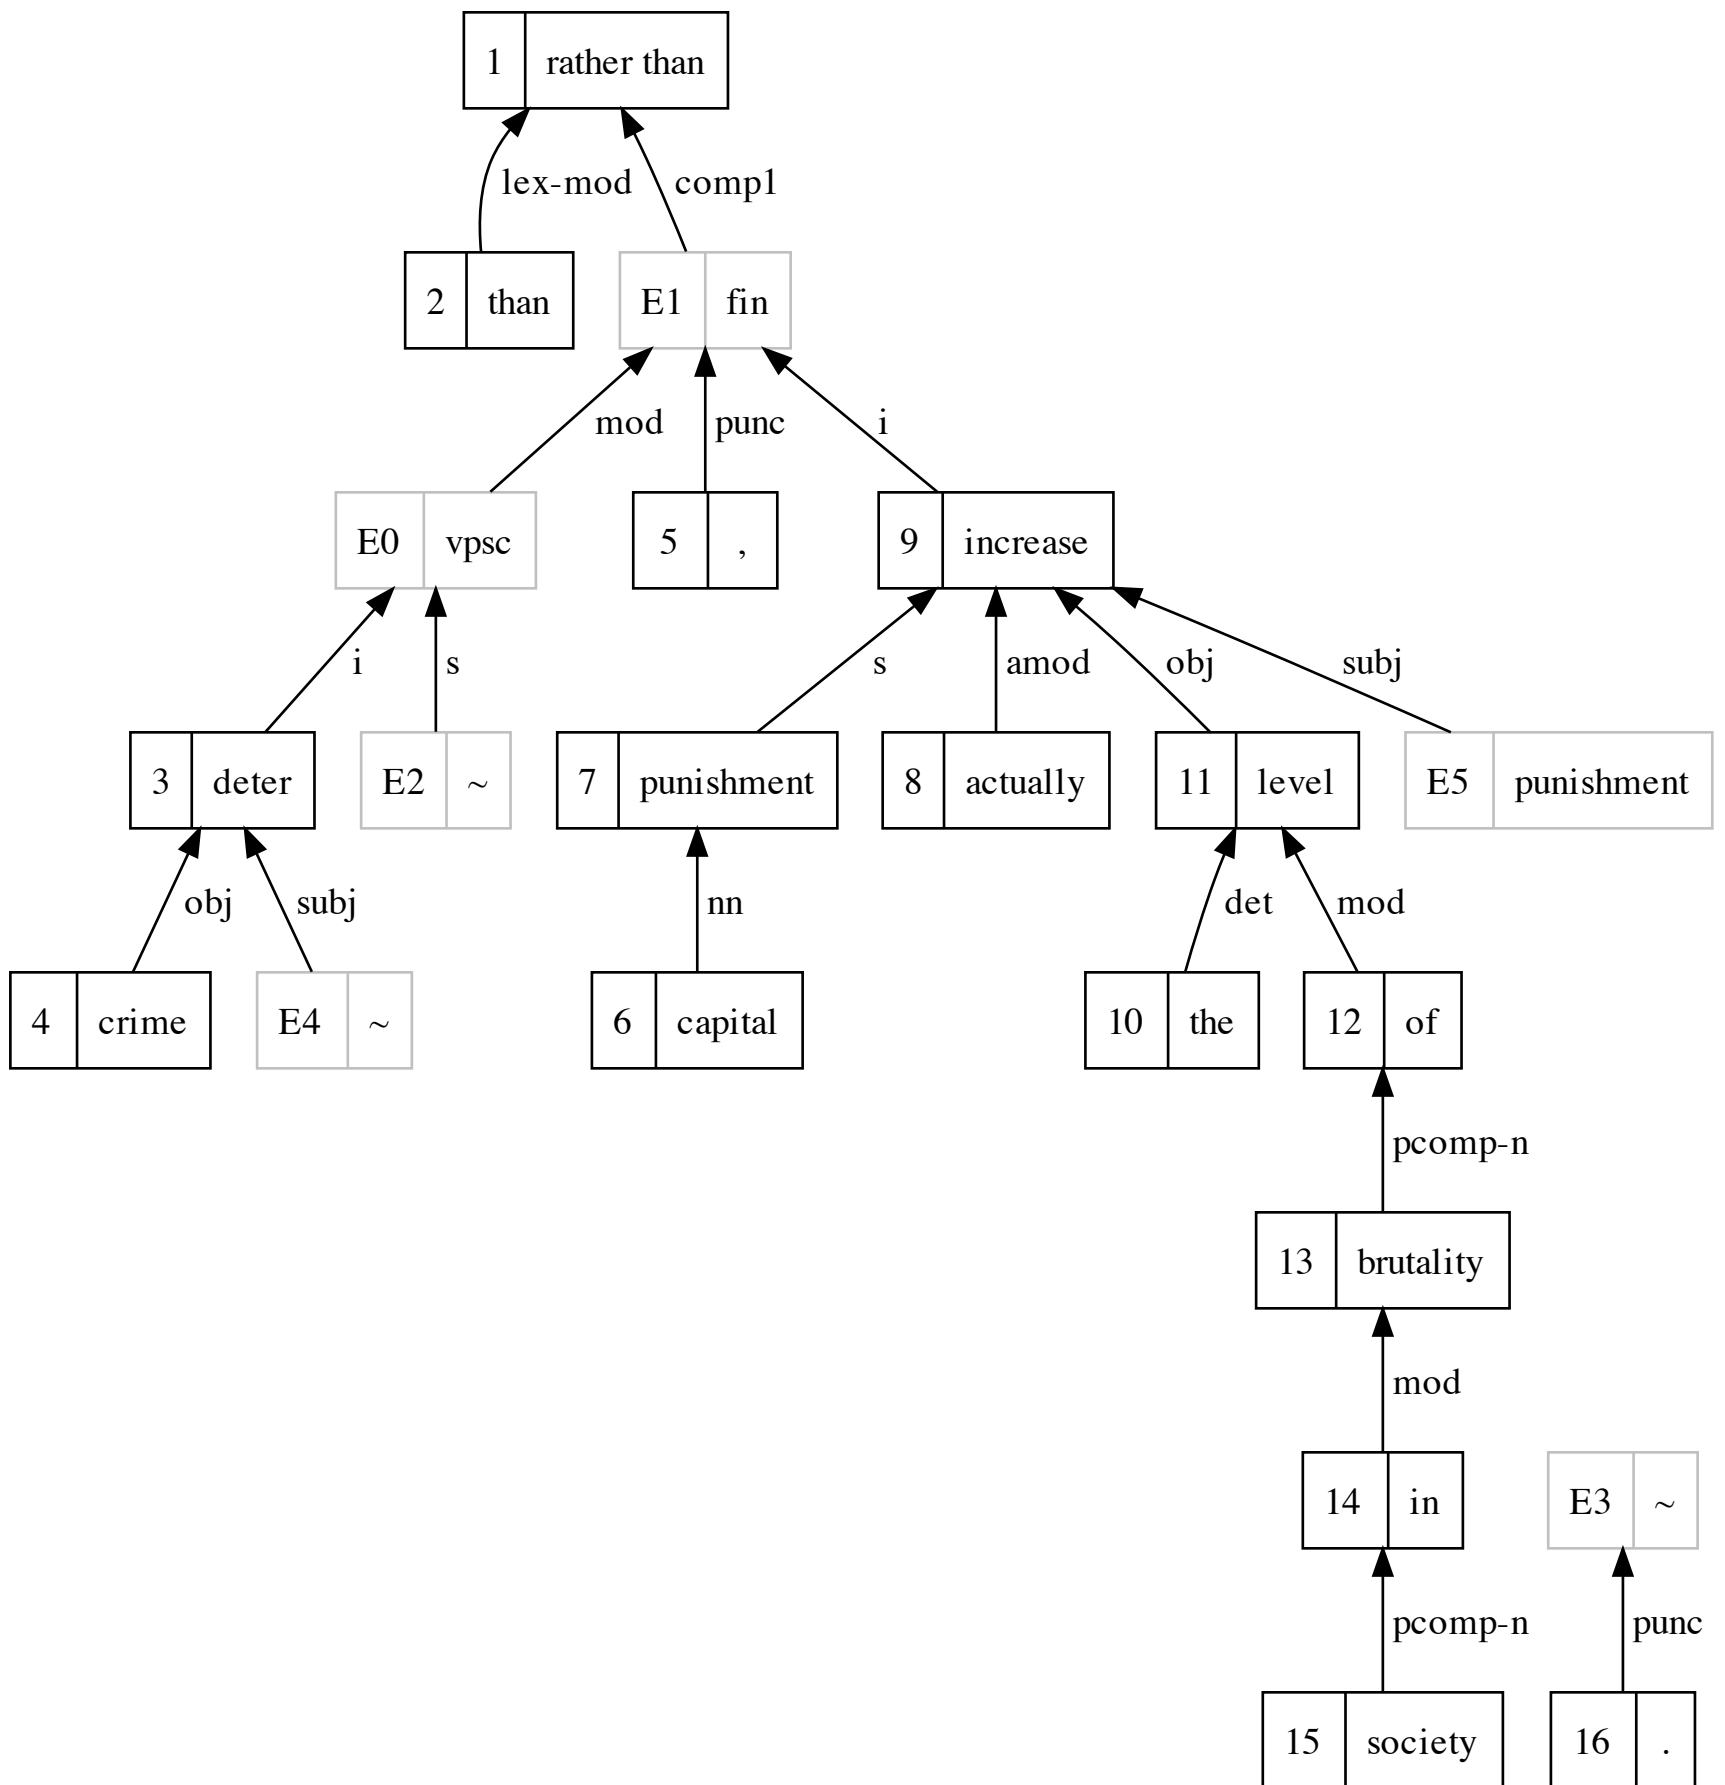 1 rather than
lex-mod comp1
2 than E1 fin
mod punc i
E0 vpsc 5 , 9 increase
i s s amod obj subj
3 deter E2 ~ 7 punishment 8 actually 11 level E5 punishment
obj subj nn det mod
4 crime E4 ~ 6 capital 10 the 12 of
pcomp-n
13 brutality
mod
14 in E3 ~
pcomp-n punc
15 society 16 .